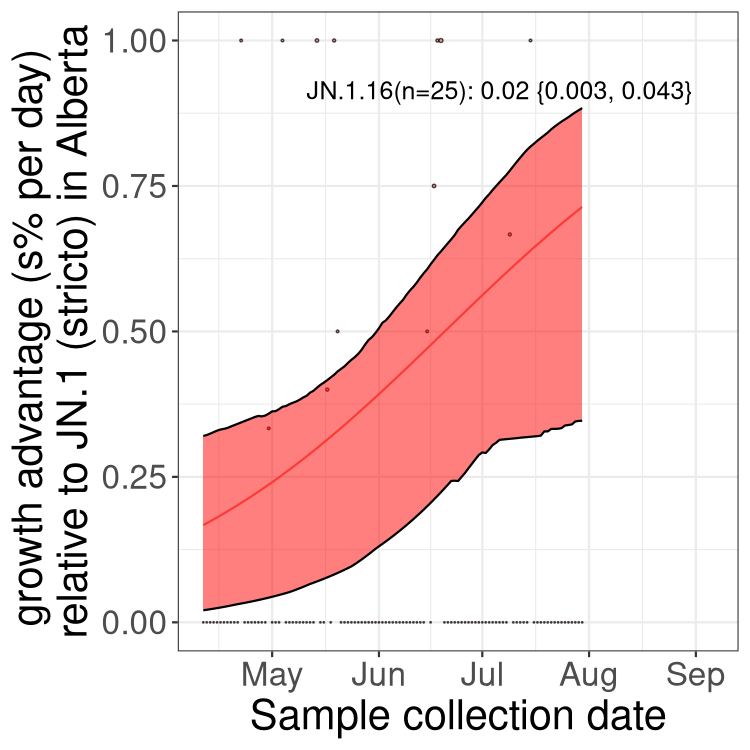 growth advantage (s% per day)
relative to JN.1 (stricto) in Alberta
1.00
0.75
0.50
0.25
0.00
JN.1.16(n=25): 0.02 {0.003, 0.043}
May Jun Jul Aug Sep
Sample collection date